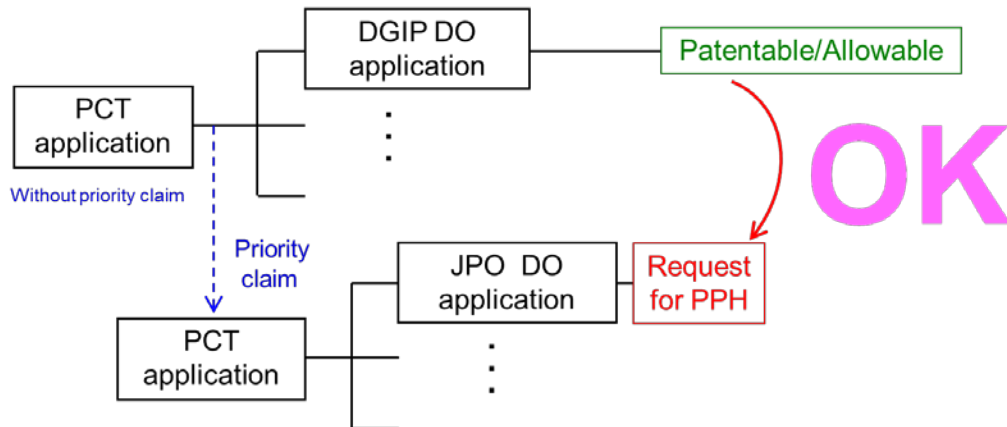 DGIP DO
application
Patentable/Allowable
PCT
application
OK
Without priority claim
Priority
claim
JPO DO
application
Request
for PPH
PCT
application